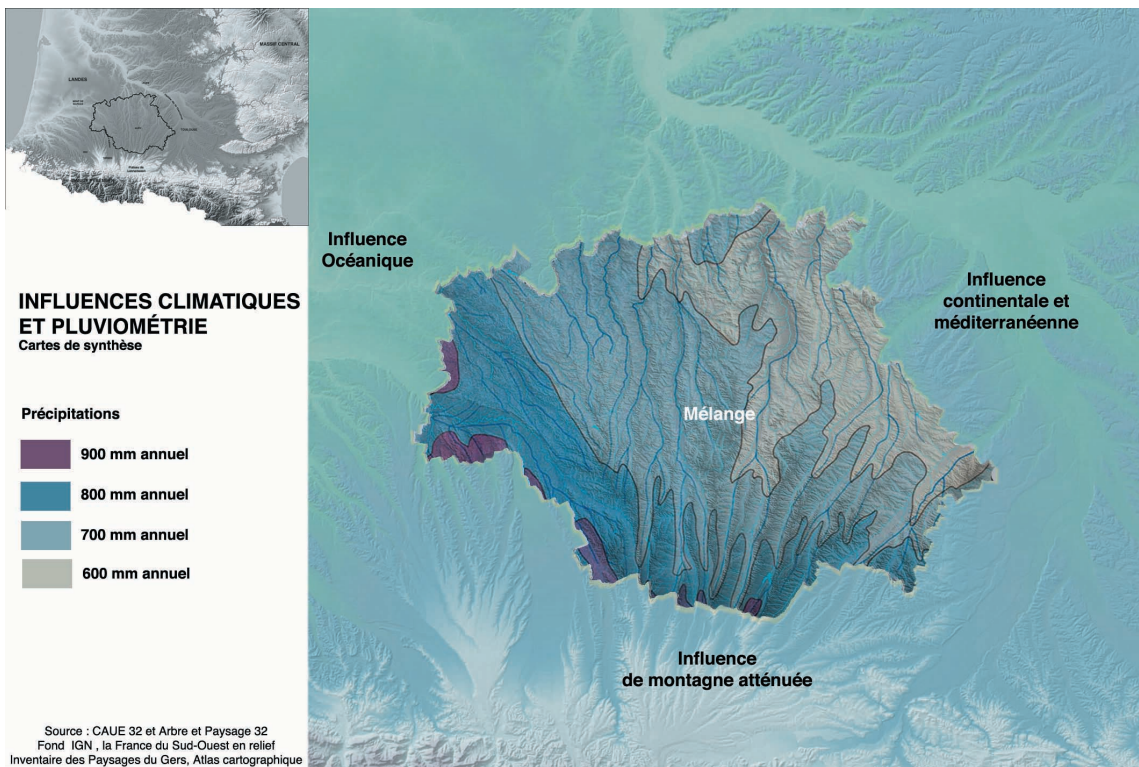 MASSIF CENTRAL
LANDES
TOULOUSE
INFLUENCES CLIMATIQUES
ET PLUVIOMÉTRIE
Cartes de synthèse
Précipitations
900 mm annuel
800 mm annuel
700 mm annuel
600 mm annuel
Source : CAUE 32 et Arbre et Paysage 32
Fond IGN , la France du Sud-Ouest en relief
Inventaire des Paysages du Gers, Atlas cartographique
Influence
Océanique
Influence
continentale et
méditerranéenne
Mélange
Influence
de montagne atténuée